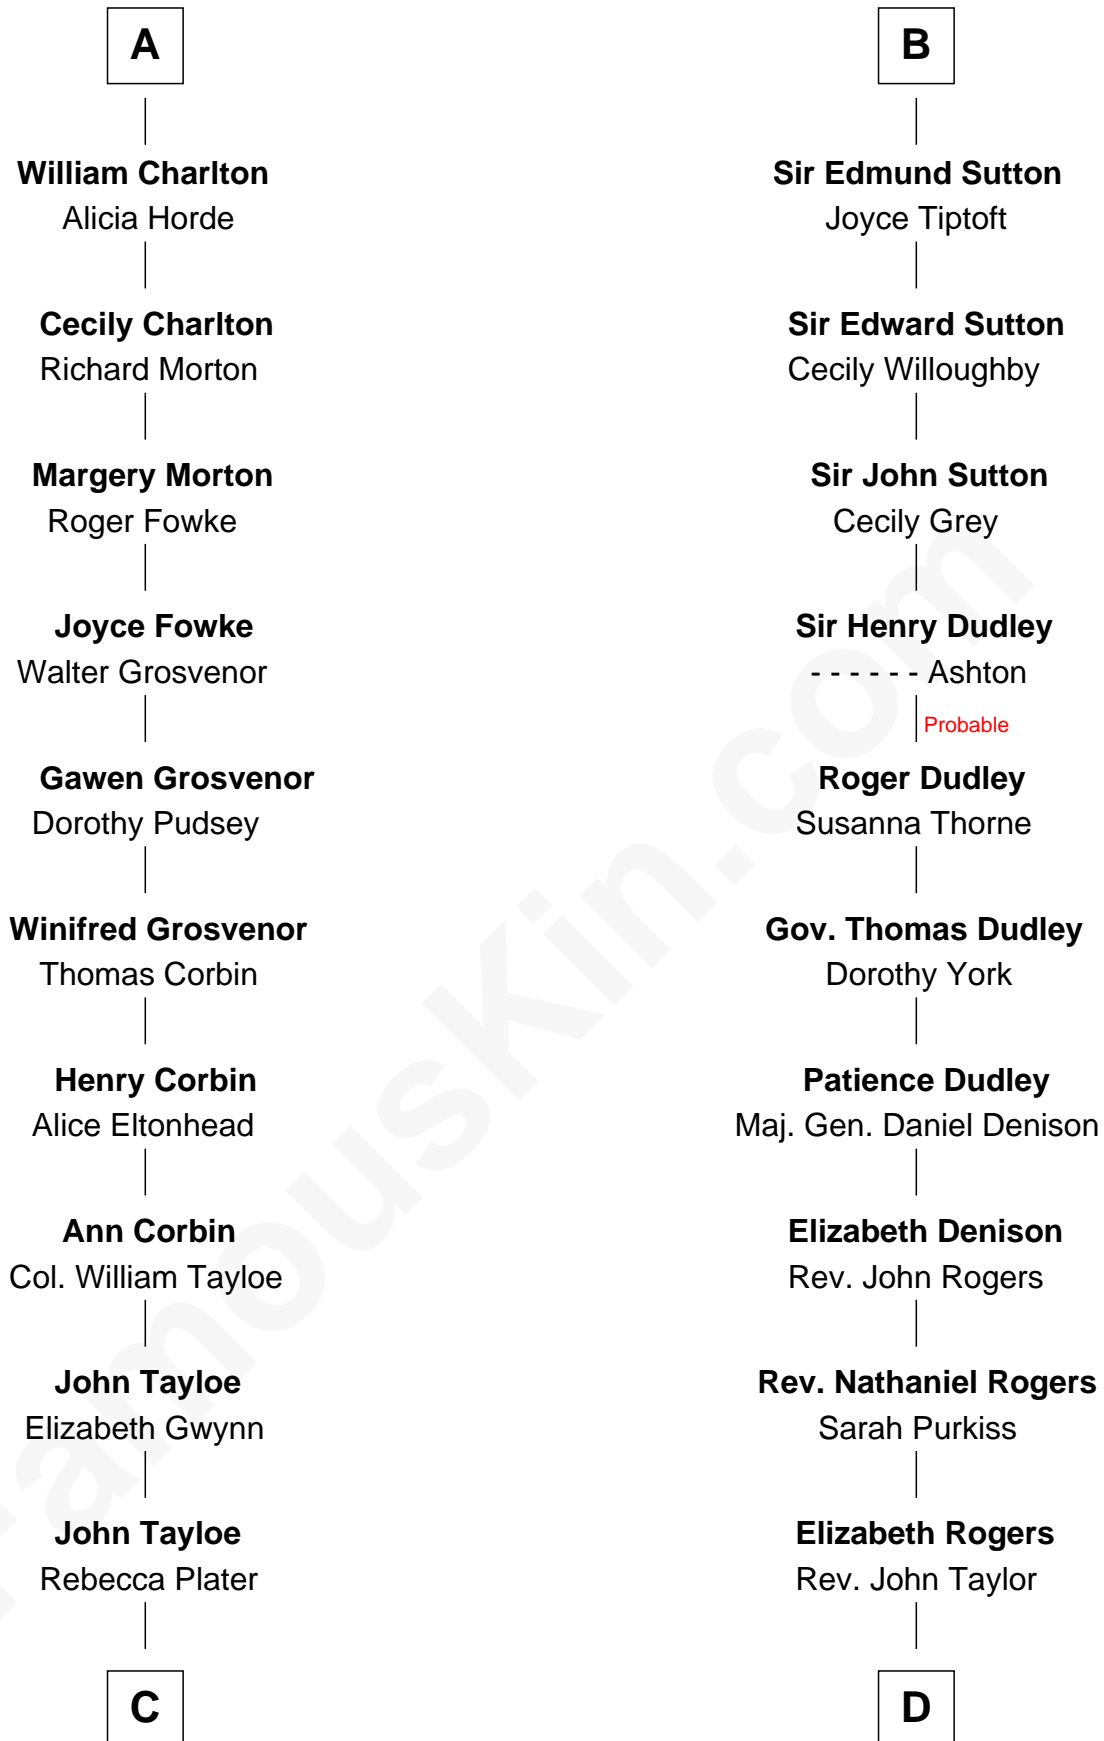 A
William Charlton
Alicia Horde
Cecily Charlton
Richard Morton
Margery Morton
Roger Fowke
Joyce Fowke
Walter Grosvenor
Gawen Grosvenor
Dorothy Pudsey
Winifred Grosvenor
Thomas Corbin
Henry Corbin
Alice Eltonhead
Ann Corbin
Col. William Tayloe
John Tayloe
Elizabeth Gwynn
John Tayloe
Rebecca Plater
C
B
Sir Edmund Sutton
Joyce Tiptoft
Sir Edward Sutton
Cecily Willoughby
Sir John Sutton
Cecily Grey
Sir Henry Dudley
- - - - - - Ashton
Probable
Roger Dudley
Susanna Thorne
Gov. Thomas Dudley
Dorothy York
Patience Dudley
Maj. Gen. Daniel Denison
Elizabeth Denison
Rev. John Rogers
Rev. Nathaniel Rogers
Sarah Purkiss
Elizabeth Rogers
Rev. John Taylor
D
FamousKin.com